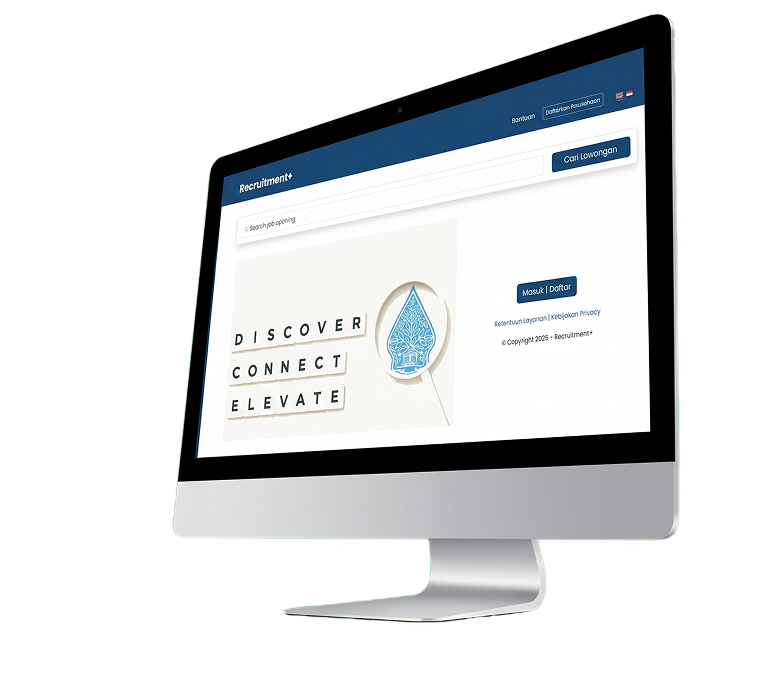 Bantuan
Daftarkan Perusahaan
Recruitment+
Search job opening
Cari Lowongan
DISCOVER
CONNECT
ELEVATE
Masuk | Daftar
Retentuun Layanan | Kebijakan Privacy
© Copyright 2025 - Recruitment+